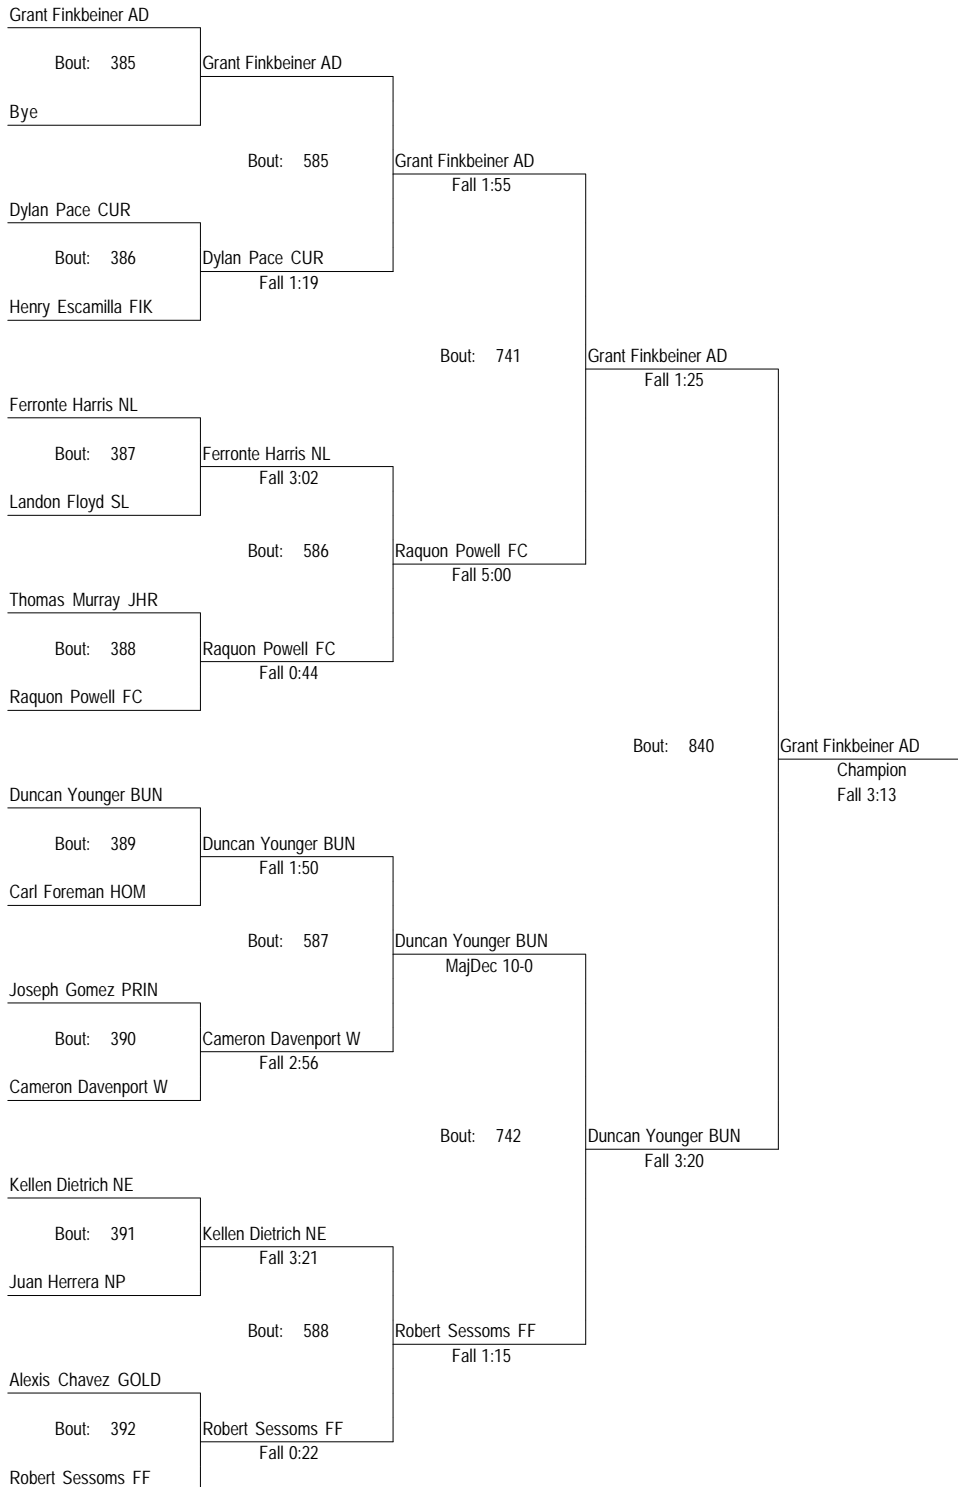 Grant Finkbeiner AD
Bout: 385
Grant Finkbeiner AD
Bye
Bout: 585
Grant Finkbeiner AD
Fall 1:55
Dylan Pace CUR
Bout: 386
Dylan Pace CUR
Fall 1:19
Henry Escamilla FIK
Bout: 741
Grant Finkbeiner AD
Fall 1:25
Ferronte Harris NL
Bout: 387
Ferronte Harris NL
Fall 3:02
Landon Floyd SL
Bout: 586
Raquon Powell FC
Fall 5:00
Thomas Murray JHR
Bout: 388
Raquon Powell FC
Fall 0:44
Raquon Powell FC
Bout: 840
Grant Finkbeiner AD
Champion
Fall 3:13
Duncan Younger BUN
Bout: 389
Duncan Younger BUN
Fall 1:50
Carl Foreman HOM
Bout: 587
Duncan Younger BUN
MajDec 10-0
Joseph Gomez PRIN
Bout: 390
Cameron Davenport W
Fall 2:56
Cameron Davenport W
Bout: 742
Duncan Younger BUN
Fall 3:20
Kellen Dietrich NE
Bout: 391
Kellen Dietrich NE
Fall 3:21
Juan Herrera NP
Bout: 588
Robert Sessoms FF
Fall 1:15
Alexis Chavez GOLD
Bout: 392
Robert Sessoms FF
Fall 0:22
Robert Sessoms FF